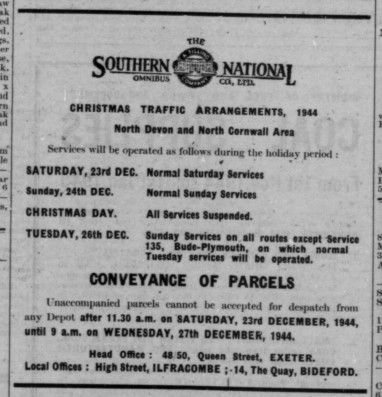 THE
SOUTHERN NATIONAL
OMNIBUS CO., LTD.
CHRISTMAS TRAFFIC ARRANGEMENTS, 1944
North Devon and North Cornwall Area
Services will be operated as follows during the holiday period :
SATURDAY, 23rd DEC. Normal Saturday Services
Sunday, 24th DEC. Normal Sunday Services
CHRISTMAS DAY. All Services Suspended.
TUESDAY, 26th DEC. Sunday Services on all routes except Service
135, Bude-Plymouth, on which normal
Tuesday services will be operated.
CONVEYANCE OF PARCELS
Unaccompanied parcels cannot be accepted for despatch from
any Depot after 11.30 a.m. on SATURDAY, 23rd DECEMBER, 1944,
until 9 a.m. on WEDNESDAY, 27th DECEMBER, 1944.
Head Office : 48/50, Queen Street, EXETER.
Local Offices : High Street, ILFRACOMBE ; -14, The Quay, BIDEFORD.